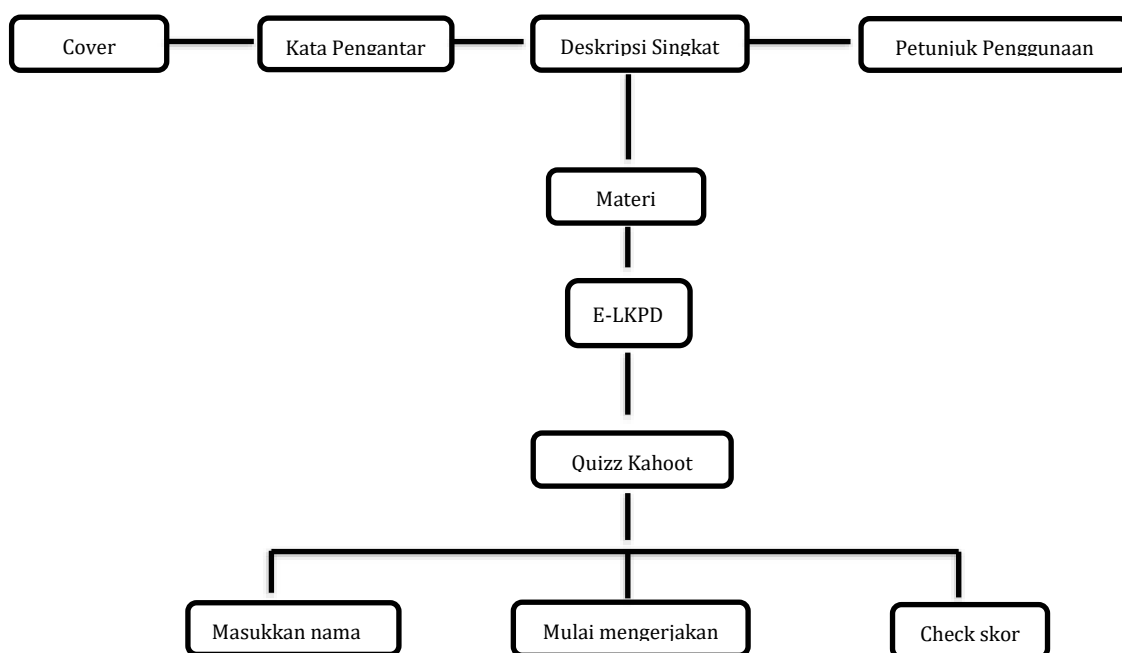 Cover
Kata Pengantar
Deskripsi Singkat
Petunjuk Penggunaan
Materi
E-LKPD
Quizz Kahoot
Masukkan nama
Mulai mengerjakan
Check skor